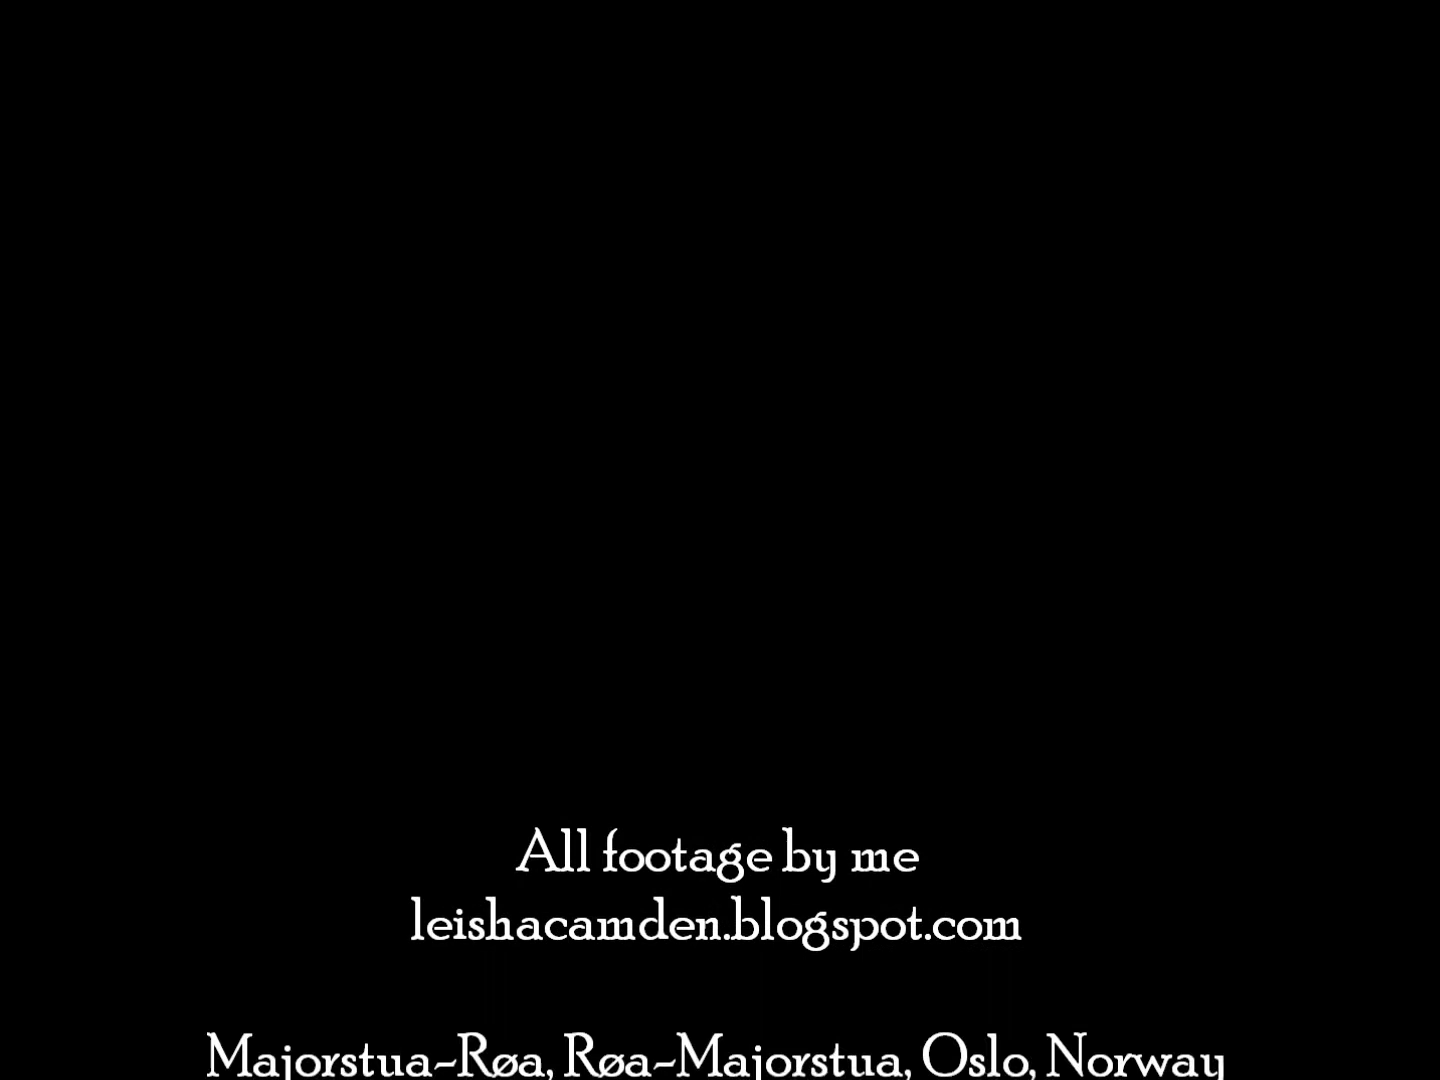 All footage by me
leishacamden.blogspot.com
Majorstua-Røa, Røa-Majorstua, Oslo, Norway